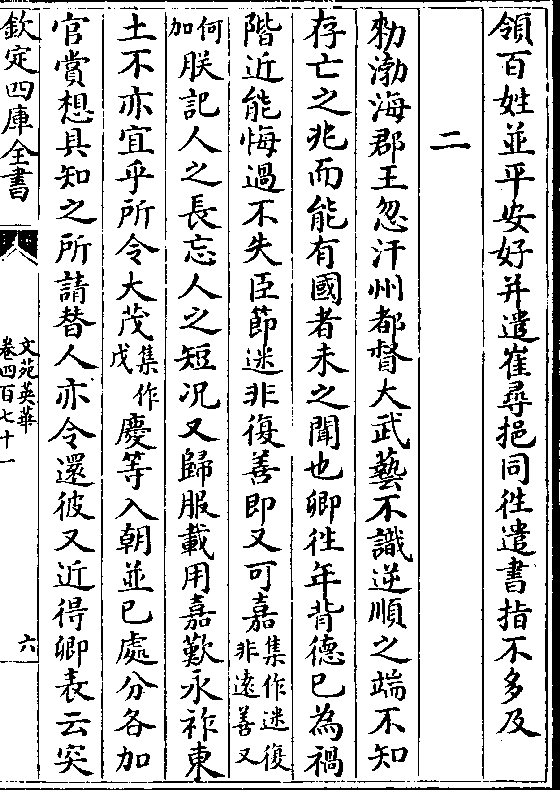 領百姓並平安好并遣崔尋挹同徃遣書指不多及
二
勑渤海郡王忽汗州都督大武藝不識逆順之端不知
存亡之兆而能有國者未之聞也卿徃年背德已為禍
階近能悔過不失臣節迷非復善即又可嘉集作迷復非遠善又
何加朕記人之長忘人之短况又歸服載用嘉歎永祚東
土不亦宜乎所令大茂集作戊慶等入朝並已處分各加
官賞想具知之所請替人亦令還彼又近得卿表云突
欽定四庫全書
文苑英華
卷四百七十一
六